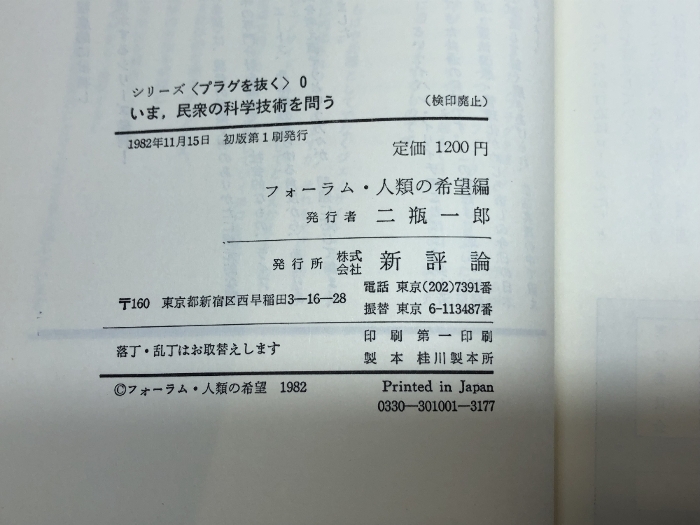 シリーズ〈プラグを抜く〉0
いま，民衆の科学技術を問う
（検印廃止）
1982年11月15日 初版第1刷発行
定価 1200円
フォーラム・人類の希望編
発行者 二瓶一郎
発行所 株式会社 新評論
〒160 東京都新宿区西早稲田3―16―28
電話 東京(202)7391番
振替 東京 6-113487番
落丁・乱丁はお取替えします
印刷 第一印刷
製本 桂川製本所
©フォーラム・人類の希望 1982
Printed in Japan
0330―301001―3177